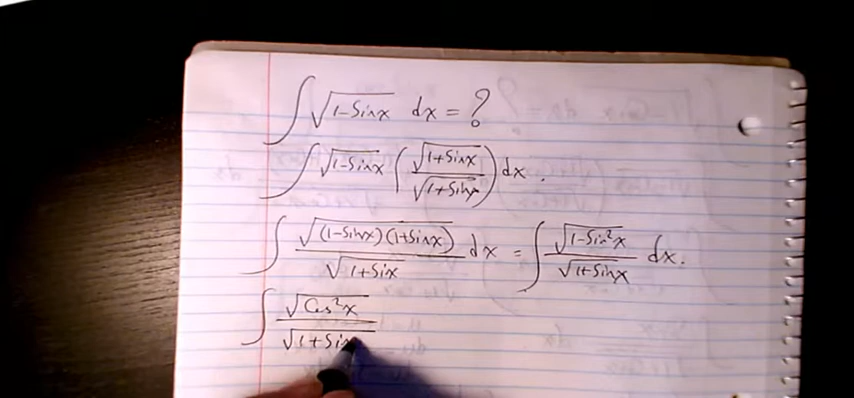 ∫ √(1-Sinx) dx = ?
∫ √(1-Sinx) (√(1+Sinx) / √(1+Sinx)) dx .
∫ √((1-Sinx)(1+Sinx)) / √(1+Six) dx = ∫ √(1-Sin²x) / √(1+Sinx) dx.
∫ √(Cos²x) / √(1+Sin